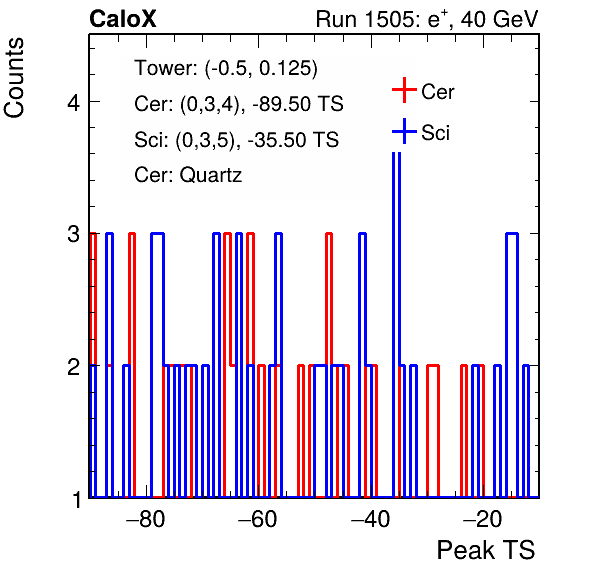 CaloX Run 1505: e⁺, 40 GeV
Counts
Tower: (-0.5, 0.125)
Cer: (0,3,4), -89.50 TS
Sci: (0,3,5), -35.50 TS
Cer: Quartz
Cer
Sci
4
3
2
1
−80 −60 −40 −20
Peak TS